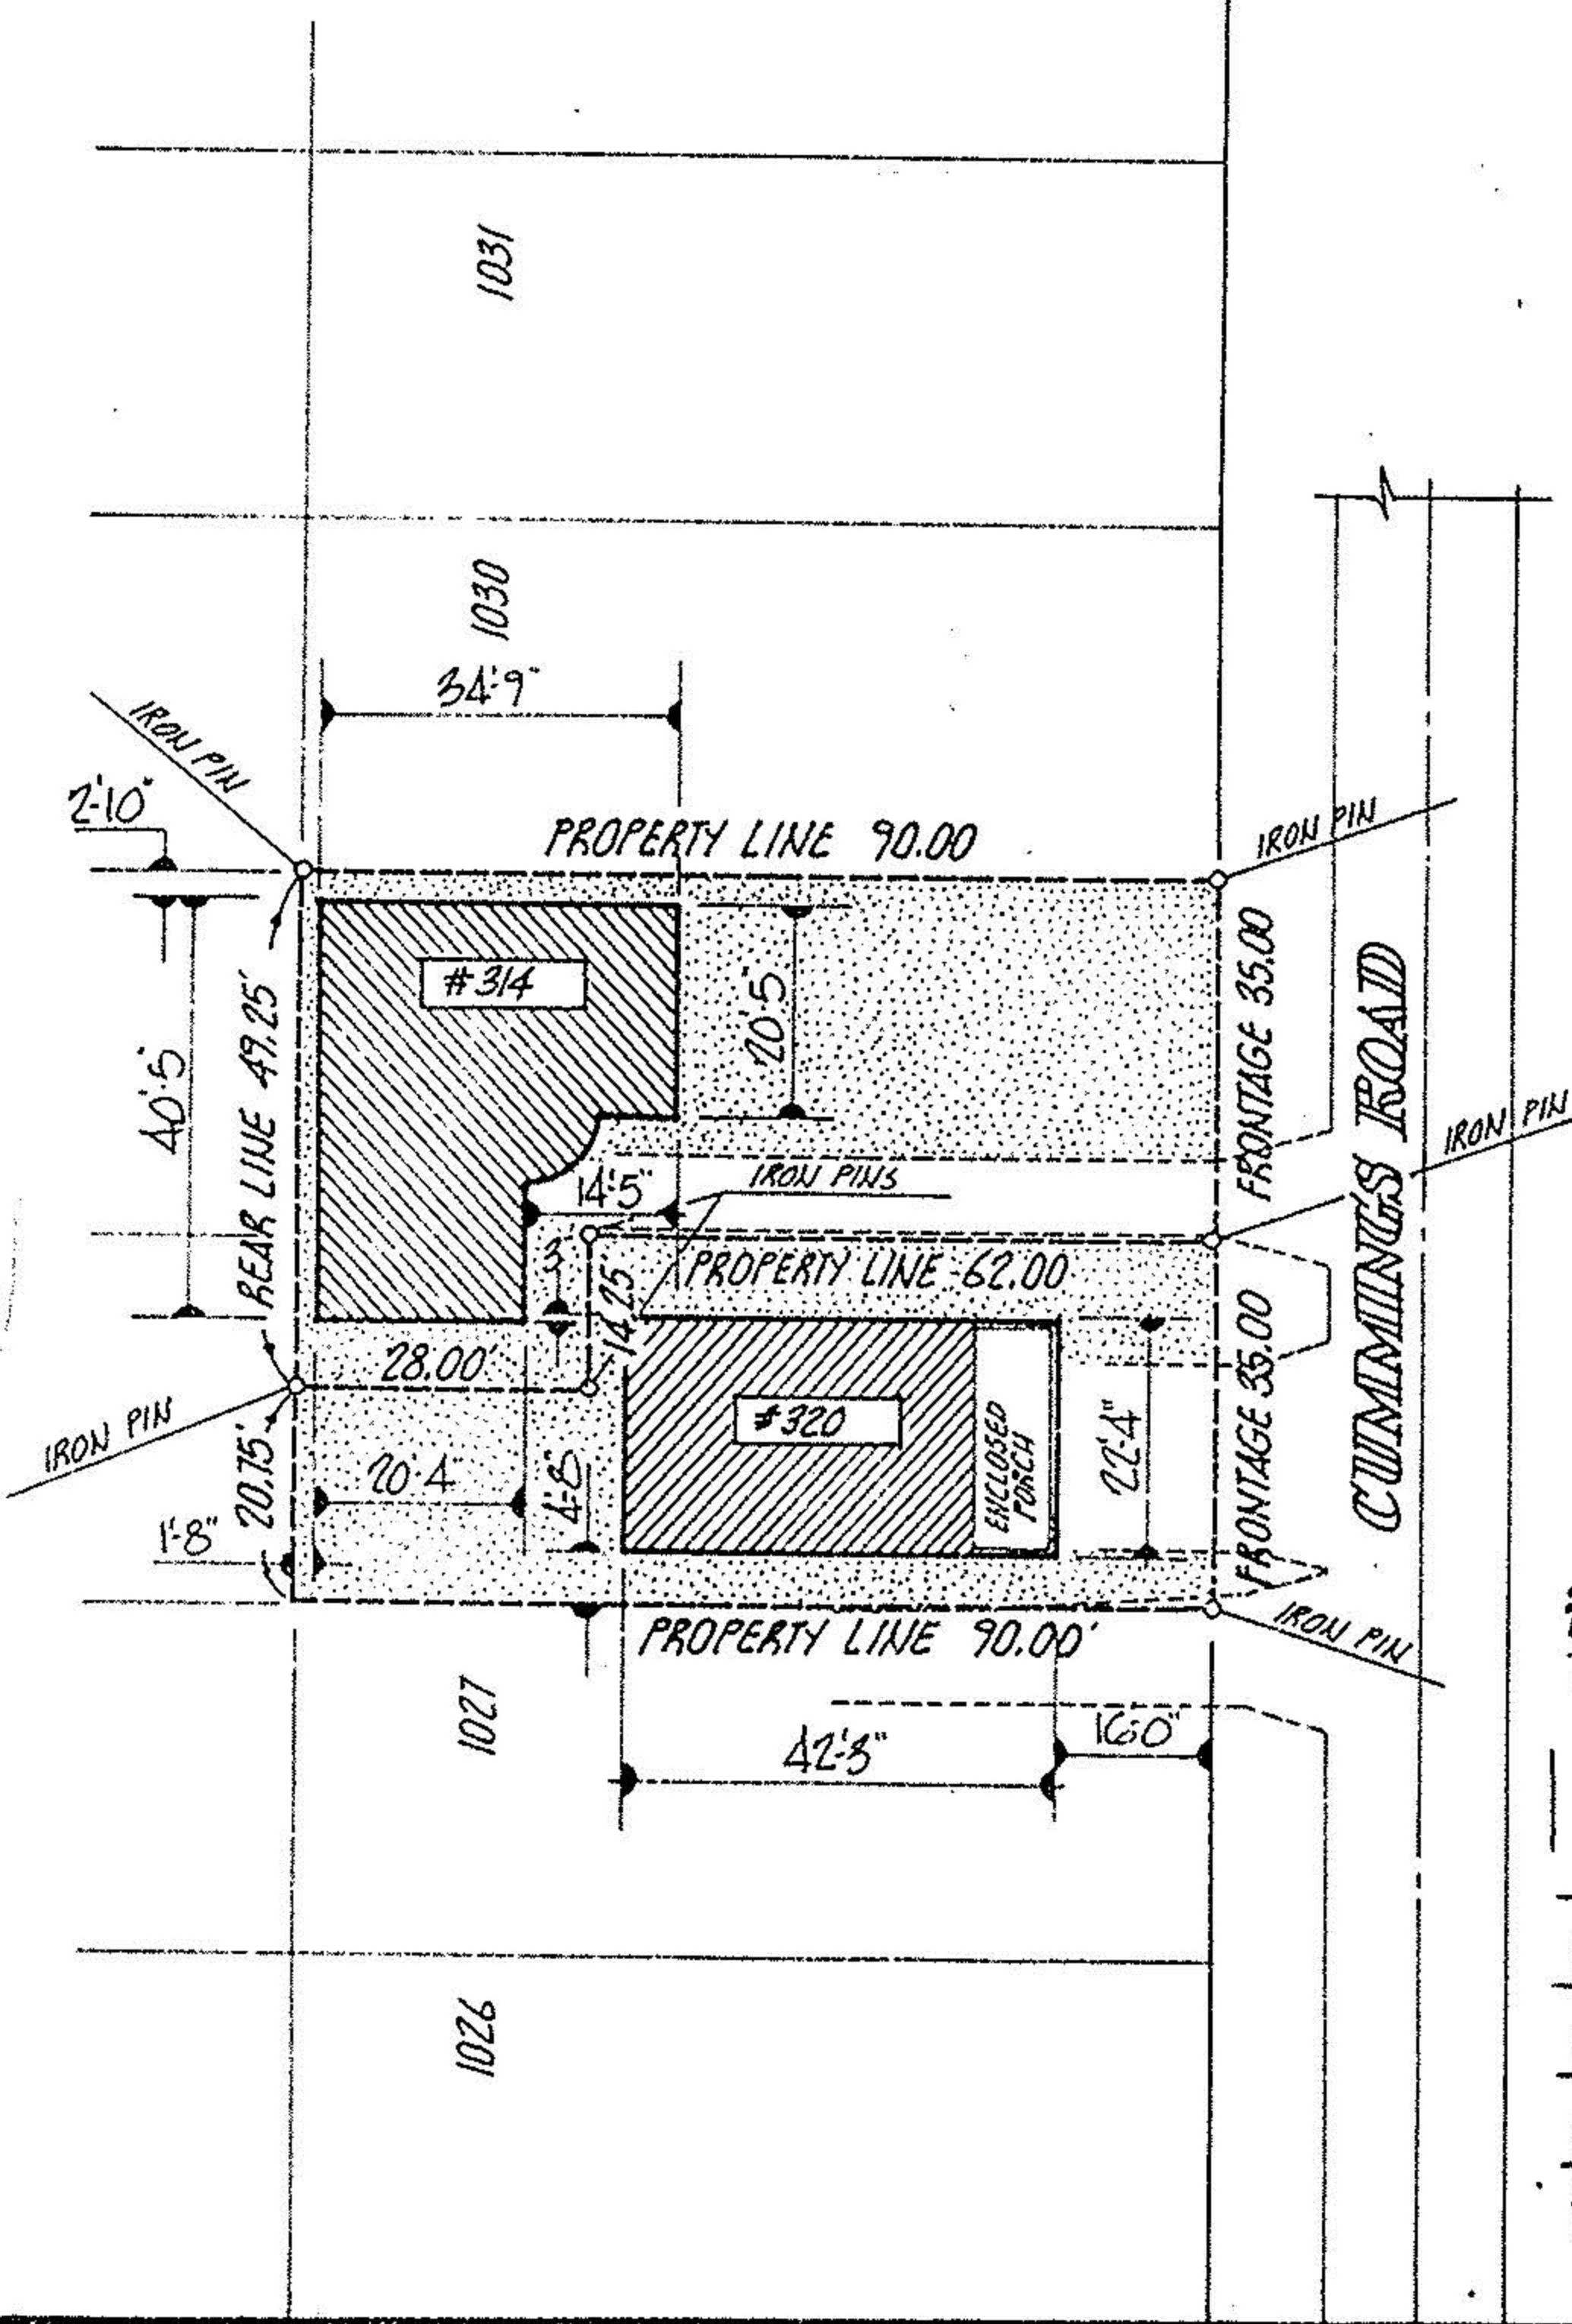 1031
1030
34'-9"
IRON PIN
2'-10"
PROPERTY LINE 90.00
IRON PIN
#314
20'-5"
FRONTAGE 35.00
40'-5"
REAR LINE 49.25'
CUMMINGS ROAD
IRON PIN
14'-5"
IRON PINS
3
14.25'
PROPERTY LINE 62.00
28.00'
IRON PIN
#320
ENCLOSED
PORCH
22'-4"
FRONTAGE 35.00
20'-4
4'-8"
20.75'
1'-8"
PROPERTY LINE 90.00'
IRON PIN
1027
42'-3"
16'-0"
1026